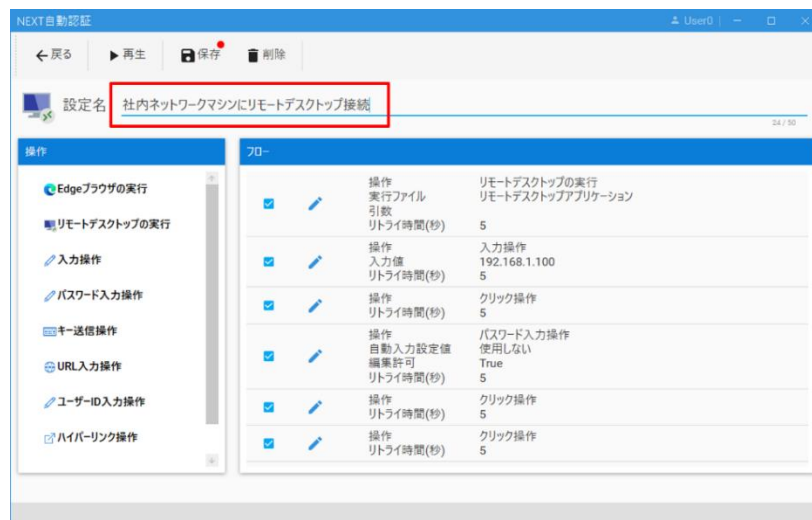 NEXT自動認証
User0
戻る
再生
保存
削除
設定名 社内ネットワークマシンにリモートデスクトップ接続
24 / 50
操作
Edgeブラウザの実行
リモートデスクトップの実行
入力操作
パスワード入力操作
キー送信操作
URL入力操作
ユーザーID入力操作
ハイパーリンク操作
フロー
操作 リモートデスクトップの実行
実行ファイル リモートデスクトップアプリケーション
引数
リトライ時間(秒) 5
操作 入力操作
入力値 192.168.1.100
リトライ時間(秒) 5
操作 クリック操作
リトライ時間(秒) 5
操作 パスワード入力操作
自動入力設定値 使用しない
編集許可 True
リトライ時間(秒) 5
操作 クリック操作
リトライ時間(秒) 5
操作 クリック操作
リトライ時間(秒) 5